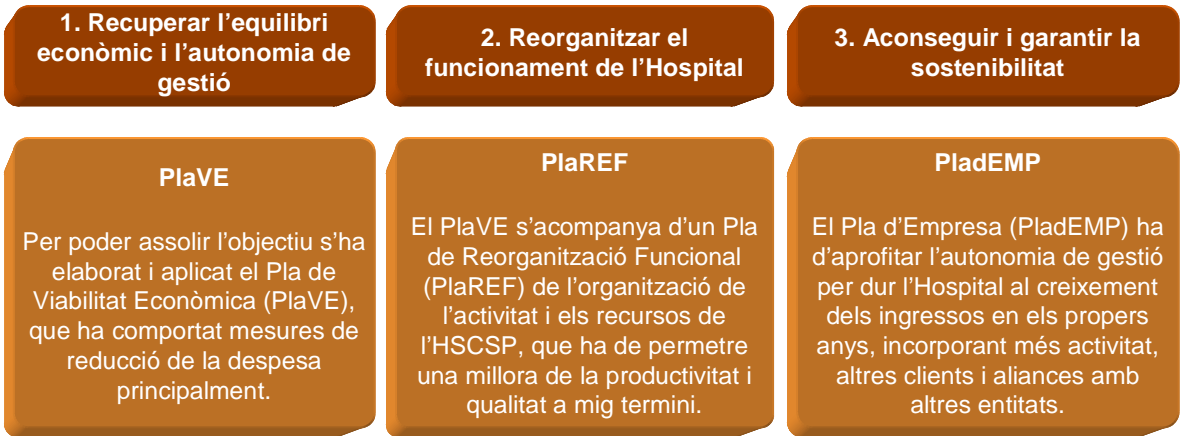 1. Recuperar l’equilibri
econòmic i l’autonomia de
gestió
2. Reorganitzar el
funcionament de l’Hospital
3. Aconseguir i garantir la
sostenibilitat
PlaVE
Per poder assolir l’objectiu s’ha
elaborat i aplicat el Pla de
Viabilitat Econòmica (PlaVE),
que ha comportat mesures de
reducció de la despesa
principalment.
PlaREF
El PlaVE s’acompanya d’un Pla
de Reorganització Funcional
(PlaREF) de l’organització de
l’activitat i els recursos de
l’HSCSP, que ha de permetre
una millora de la productivitat i
qualitat a mig termini.
PladEMP
El Pla d’Empresa (PladEMP) ha
d’aprofitar l’autonomia de gestió
per dur l’Hospital al creixement
dels ingressos en els propers
anys, incorporant més activitat,
altres clients i aliances amb
altres entitats.